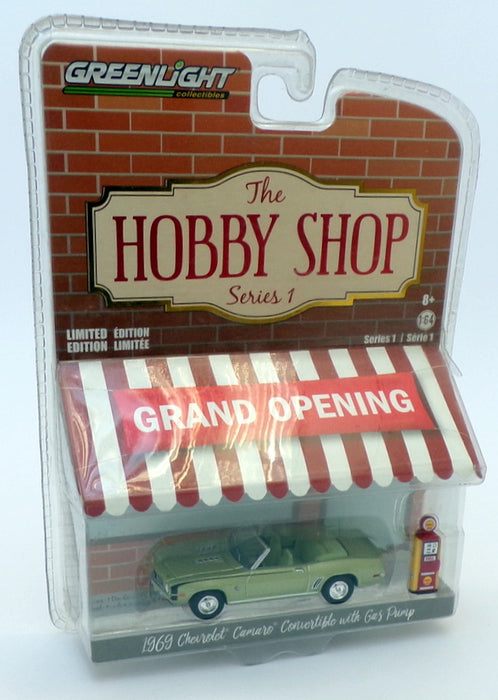 GREENLiGHT
collectibles
The
HOBBY SHOP
Series 1
8+
1:64
LIMITED ÉDITION
EDITION LIMITÉE
Series 1 / Série 1
GRAND OPENING
1969 Chevrolet Camaro Convertible with Gas Pump